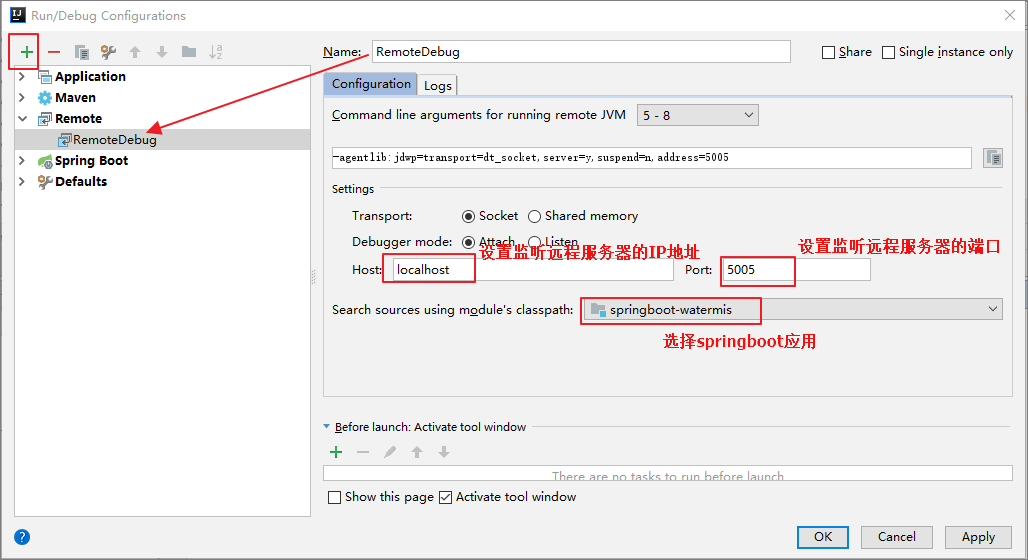 Run/Debug Configurations
Name: RemoteDebug
Share
Single instance only
Application
Maven
Remote
RemoteDebug
Spring Boot
Defaults
Configuration
Logs
Command line arguments for running remote JVM
5 - 8
-agentlib:jdwp=transport=dt_socket,server=y,suspend=n,address=5005
Settings
Transport: Socket Shared memory
Debugger mode: Attach Listen
设置监听远程服务器的IP地址
设置监听远程服务器的端口
Host: localhost
Port: 5005
Search sources using module's classpath: springboot-watermis
选择springboot应用
Before launch: Activate tool window
There are no tasks to run before launch
Show this page
Activate tool window
?
OK
Cancel
Apply